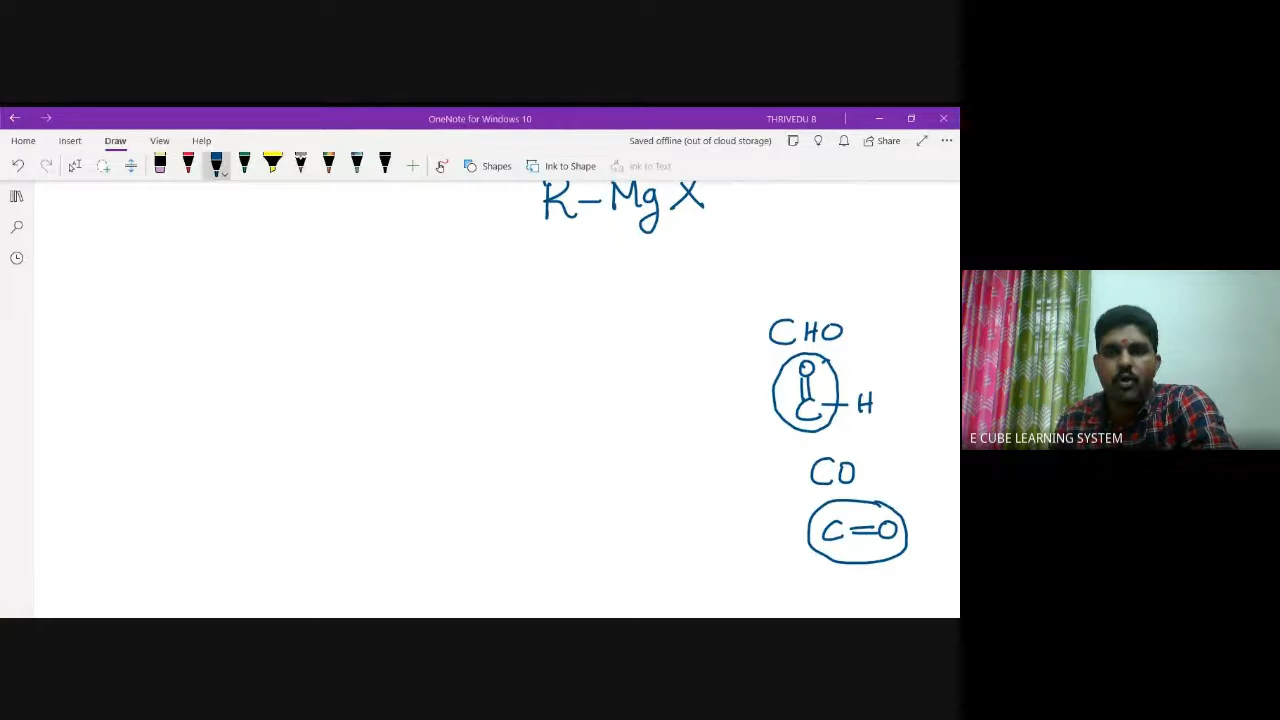 OneNote for Windows 10
THRIVEDU B
Home Insert Draw View Help
Saved offline (out of cloud storage)
Share
Shapes
Ink to Shape
Ink to Text
R-MgX
CHO
O
C-H
CO
C=O
E CUBE LEARNING SYSTEM